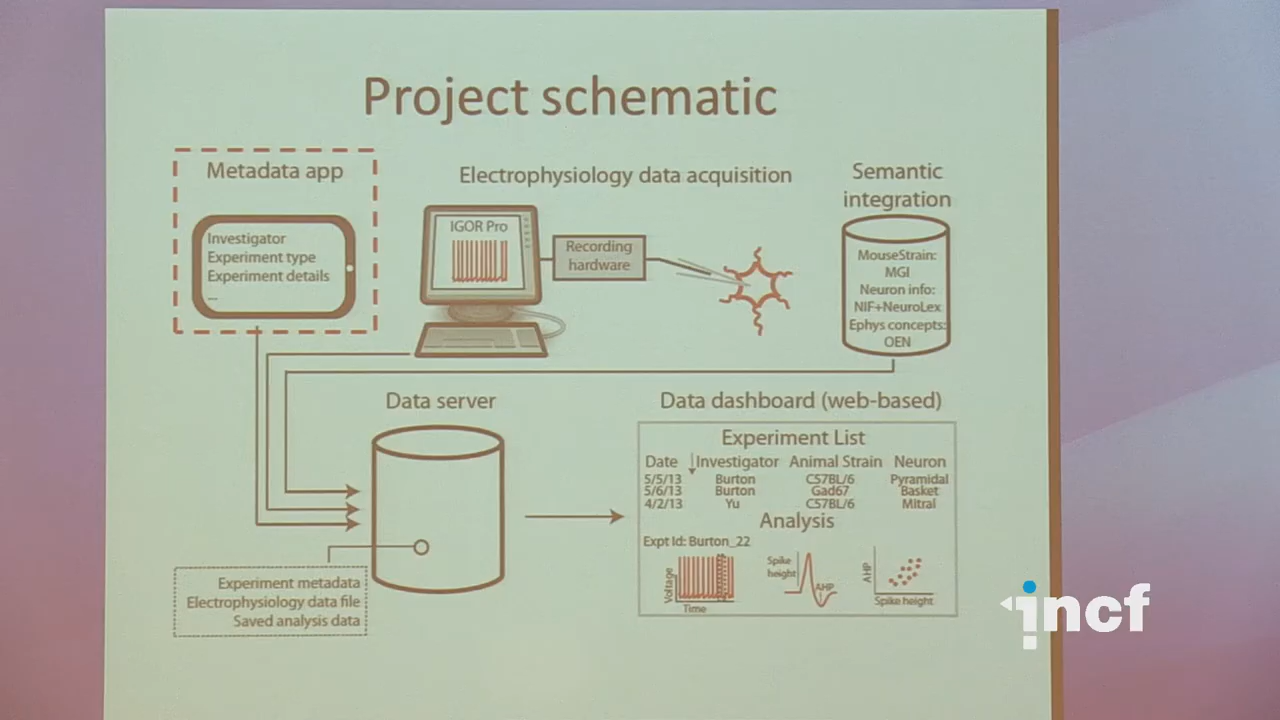 Project schematic
Metadata app
Investigator
Experiment type
Experiment details
...
Electrophysiology data acquisition
IGOR Pro
Recording
hardware
Semantic
integration
MouseStrain:
MGI
Neuron info:
NIF+NeuroLex
Ephys concepts:
OEN
Data server
Experiment metadata
Electrophysiology data file
Saved analysis data
Data dashboard (web-based)
Experiment List
Date Investigator Animal Strain Neuron
5/5/13 Burton C57BL/6 Pyramidal
5/6/13 Burton Gad67 Basket
4/2/13 Yu C57BL/6 Mitral
Analysis
Expt Id: Burton_22
Voltage
Time
Spike
height
AHP
AHP
Spike height
incf